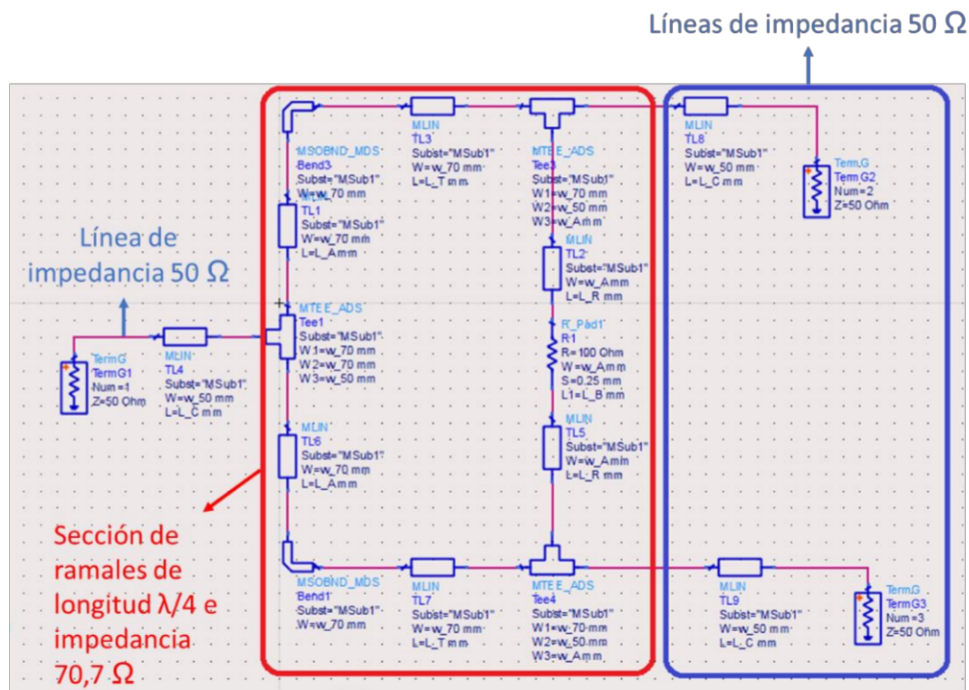 Líneas de impedancia 50 Ω
MLIN
TL3
Subst="MSub1"
W=w_70 mm
L=L_T mm
MLIN
TL8
Subst="MSub1"
W=w_50 mm
L=L_C mm
Term.G
TermG2
Num=2
Z=50 Ohm
MSOBND_MDS
Bend3
Subst="MSub1"
W=w_70 mm
MTEE_ADS
Tee3
Subst="MSub1"
W1=w_70 mm
W2=w_50 mm
W3=w_A mm
TL1
Subst="MSub1"
W=w_70 mm
L=L_A mm
Línea de
impedancia 50 Ω
MLIN
TL2
Subst="MSub1"
W=w_A mm
L=L_R mm
MTEE_ADS
Tee1
Subst="MSub1"
W1=w_70 mm
W2=w_70 mm
W3=w_50 mm
R_Pad1
R1
R=100 Ohm
W=w_A mm
S=0.25 mm
L1=L_B mm
TermG
TermG1
Num=1
Z=50 Ohm
MLIN
TL4
Subst="MSub1"
W=w_50 mm
L=L_C mm
MLIN
TL6
Subst="MSub1"
W=w_70 mm
L=L_A mm
MLIN
TL5
Subst="MSub1"
W=w_A mm
L=L_R mm
Sección de
ramales de
longitud λ/4 e
impedancia
70,7 Ω
MSOBND_MDS
Bend1
Subst="MSub1"
W=w_70 mm
MLIN
TL7
Subst="MSub1"
W=w_70 mm
L=L_T mm
MTEE_ADS
Tee4
Subst="MSub1"
W1=w_70 mm
W2=w_50 mm
W3=w_A mm
MLIN
TL9
Subst="MSub1"
W=w_50 mm
L=L_C mm
Term.G
TermG3
Num=3
Z=50 Ohm